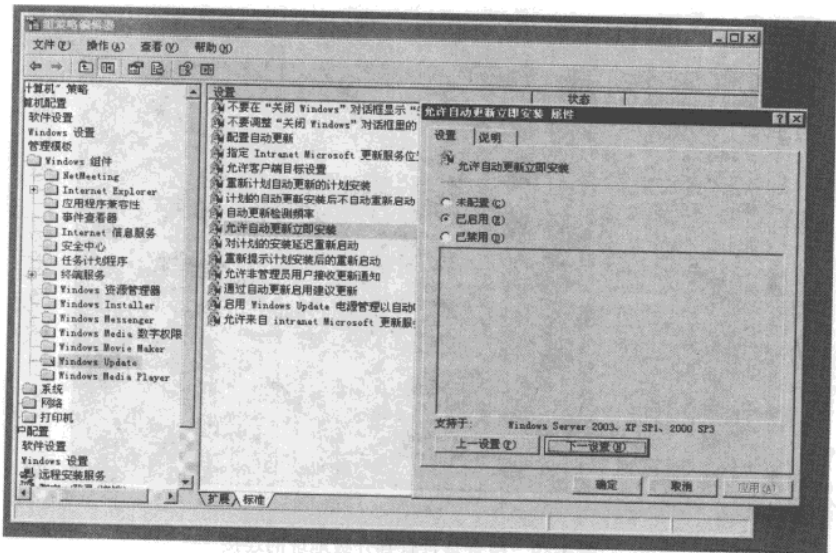 组策略编辑器
文件(F) 操作(A) 查看(V) 帮助(H)
计算机"策略
算机配置
软件设置
Windows 设置
管理模板
Windows 组件
NetMeeting
Internet Explorer
应用程序兼容性
事件查看器
Internet 信息服务
安全中心
任务计划程序
终端服务
Windows 资源管理器
Windows Installer
Windows Messenger
Windows Media 数字权限
Windows Movie Maker
Windows Update
Windows Media Player
系统
网络
打印机
户配置
软件设置
Windows 设置
远程安装服务
设置
状态
不要在“关闭 Windows”对话框显示“
不要调整“关闭 Windows”对话框里的
配置自动更新
指定 Intranet Microsoft 更新服务位
允许客户端目标设置
重新计划自动更新的计划安装
计划的自动更新安装后不自动重新启动
自动更新检测频率
允许自动更新立即安装
对计划的安装延迟重新启动
重新提示计划安装后的重新启动
允许非管理员用户接收更新通知
通过自动更新启用建议更新
启用 Windows Update 电源管理以自动
允许来自 intranet Microsoft 更新服
扩展 标准
允许自动更新立即安装 属性
设置 说明
允许自动更新立即安装
未配置(C)
已启用(E)
已禁用(D)
支持于: Windows Server 2003、XP SP1、2000 SP3
上一设置(P) 下一设置(N)
确定 取消 应用(A)